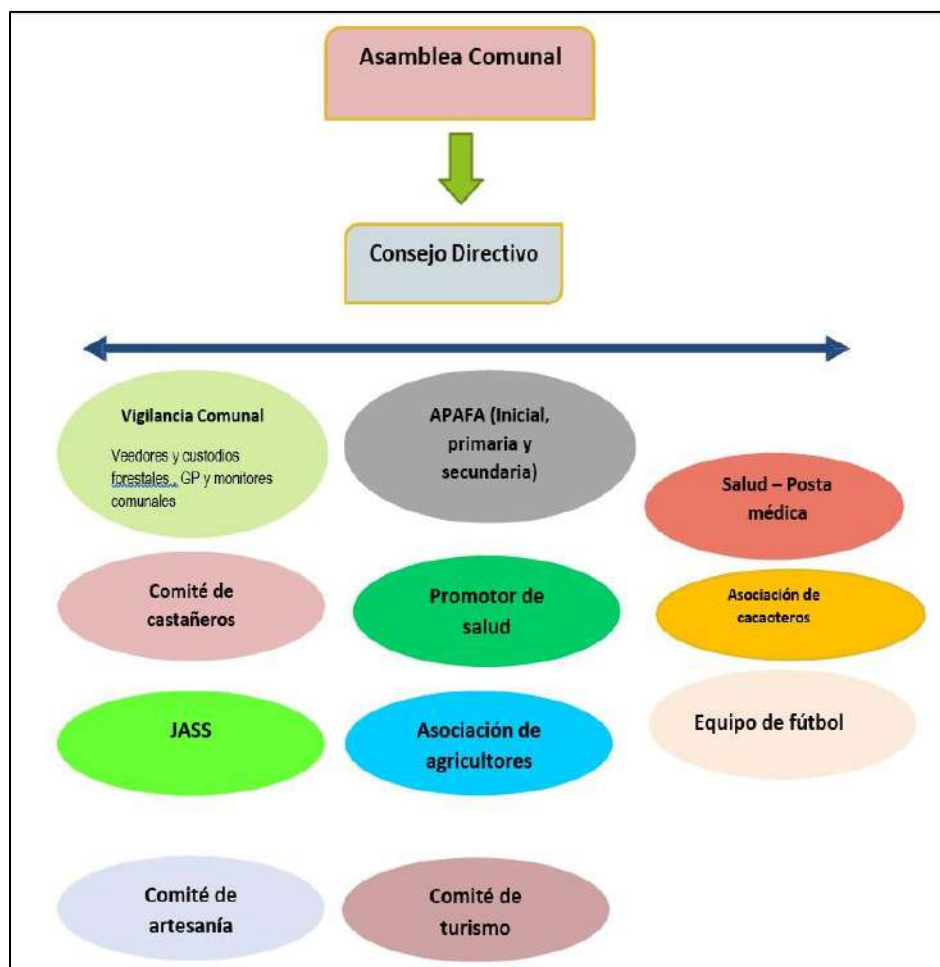 Asamblea Comunal
Consejo Directivo
Vigilancia Comunal
Veedores y custodios
forestales , GP y monitores
comunales
APAFA (Inicial,
primaria y
secundaria)
Salud – Posta
médica
Comité de
castañeros
Promotor de
salud
Asociación de
cacaoteros
JASS
Asociación de
agricultores
Equipo de fútbol
Comité de
artesanía
Comité de
turismo